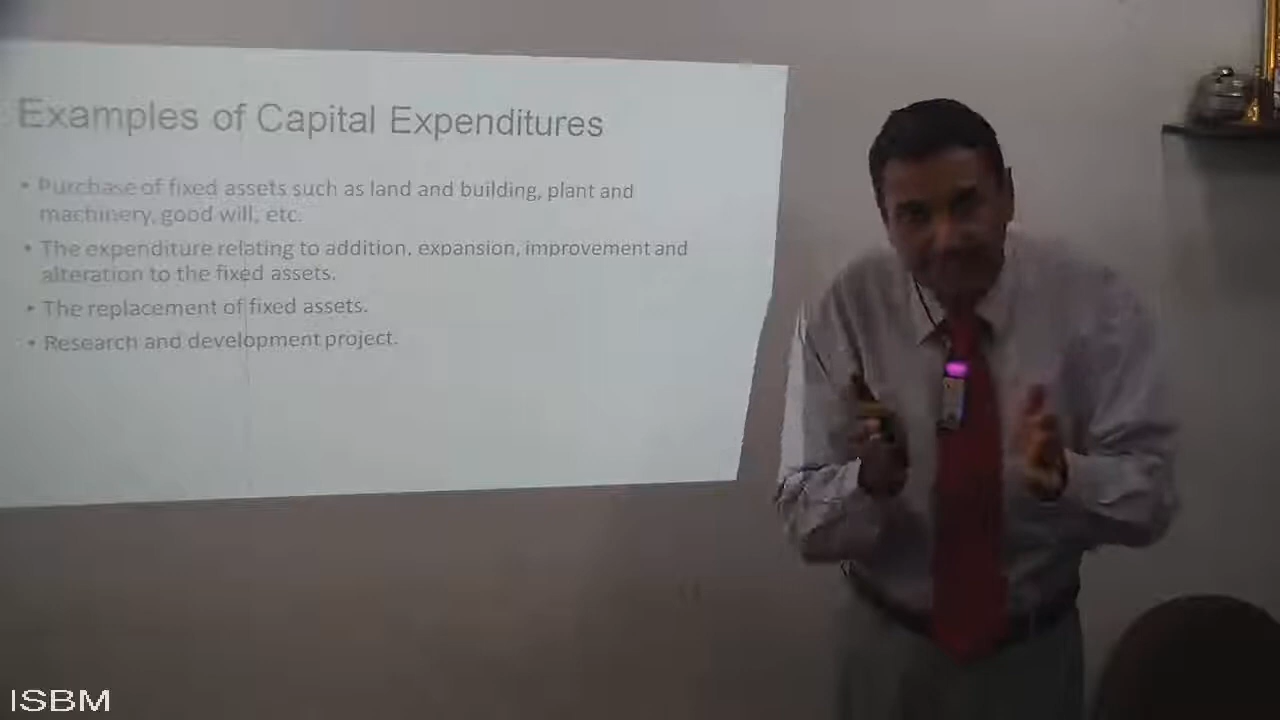 Examples of Capital Expenditures
• Purchase of fixed assets such as land and building, plant and
machinery, good will, etc.
• The expenditure relating to addition, expansion, improvement and
alteration to the fixed assets.
• The replacement of fixed assets.
• Research and development project.
ISBM